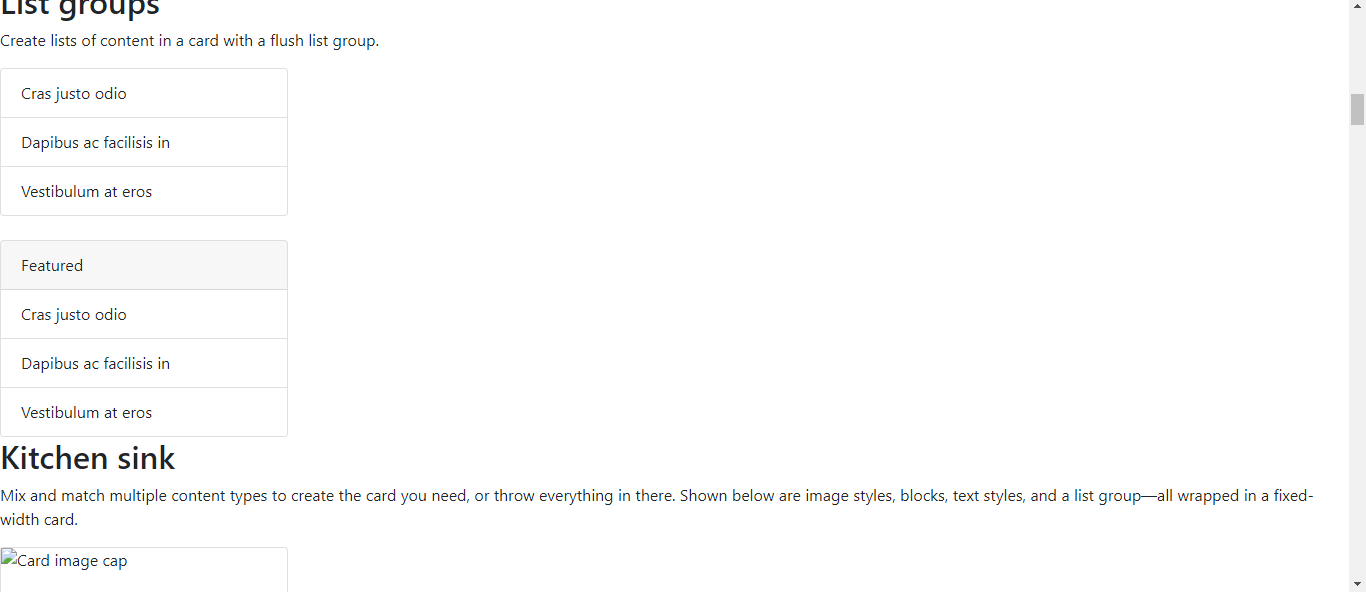 List groups
Create lists of content in a card with a flush list group.
Cras justo odio
Dapibus ac facilisis in
Vestibulum at eros
Featured
Cras justo odio
Dapibus ac facilisis in
Vestibulum at eros
Kitchen sink
Mix and match multiple content types to create the card you need, or throw everything in there. Shown below are image styles, blocks, text styles, and a list group—all wrapped in a fixed-
width card.
Card image cap